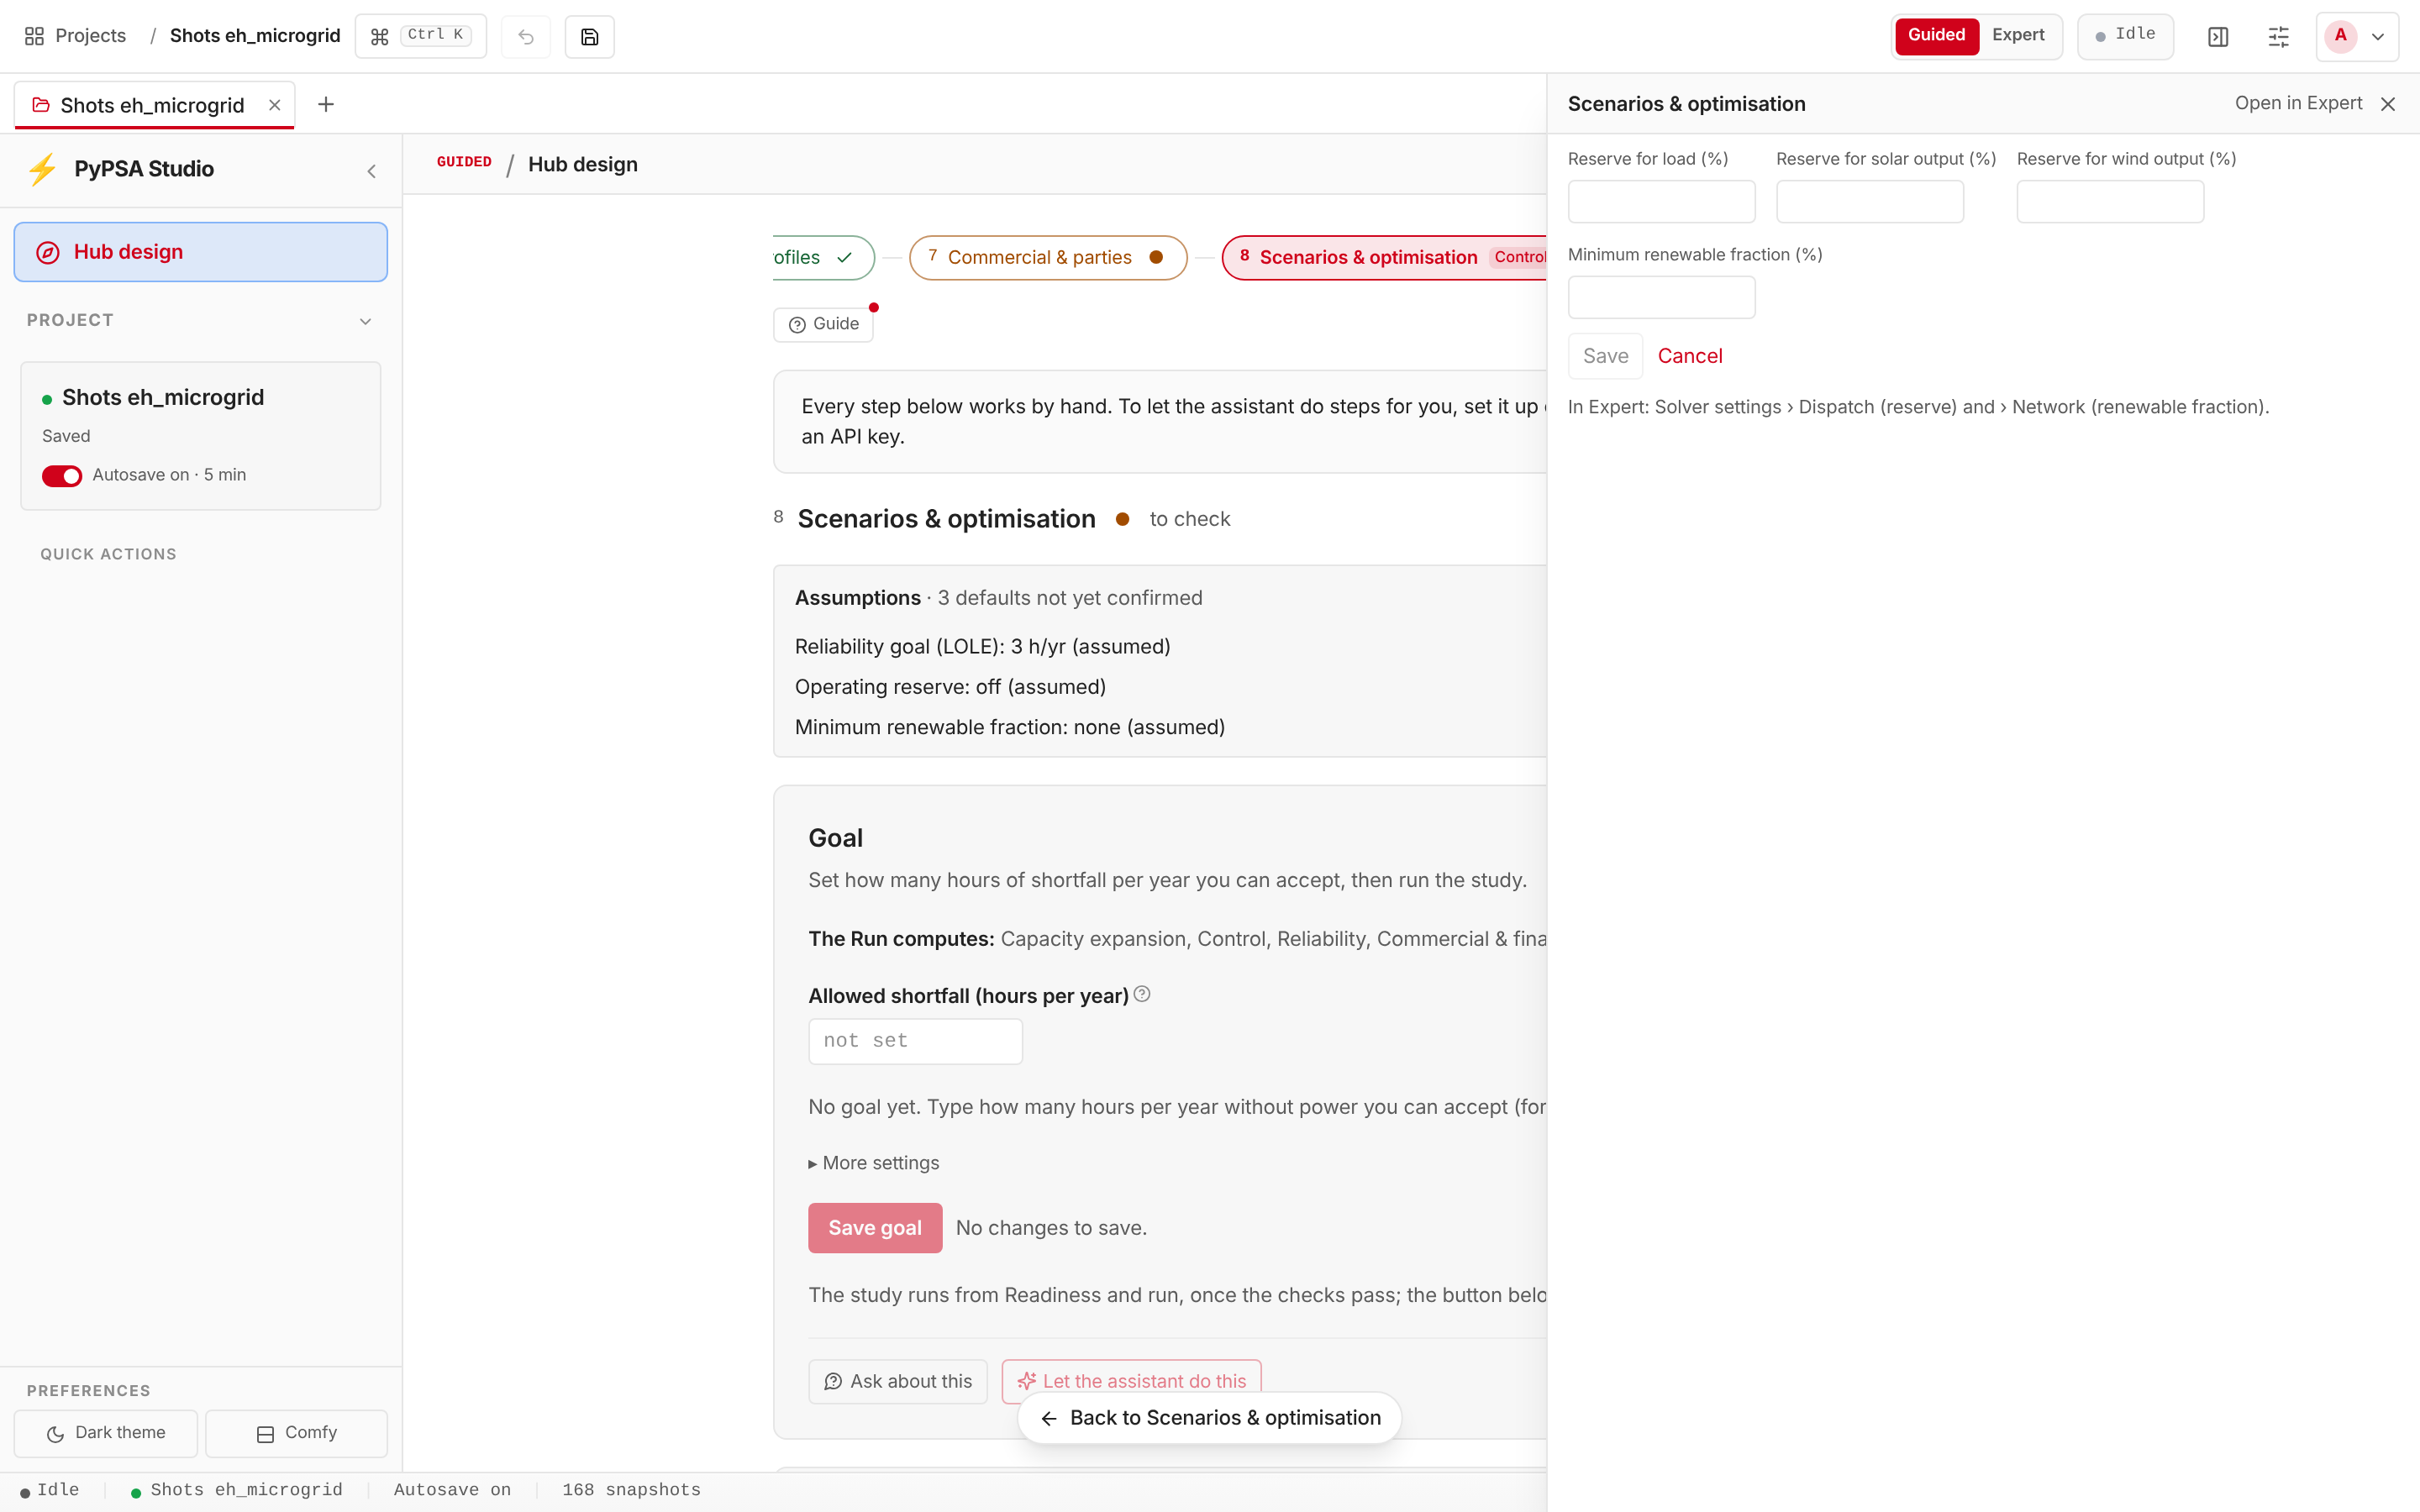 Projects / Shots eh_microgrid
Ctrl K
Guided
Expert
Idle
A
Shots eh_microgrid
PyPSA Studio
GUIDED / Hub design
Hub design
PROJECT
Shots eh_microgrid
Saved
Autosave on · 5 min
QUICK ACTIONS
PREFERENCES
Dark theme
Comfy
ofiles
7 Commercial & parties
8 Scenarios & optimisation
Control
Guide
Every step below works by hand. To let the assistant do steps for you, set it up
an API key.
8 Scenarios & optimisation
to check
Assumptions · 3 defaults not yet confirmed
Reliability goal (LOLE): 3 h/yr (assumed)
Operating reserve: off (assumed)
Minimum renewable fraction: none (assumed)
Goal
Set how many hours of shortfall per year you can accept, then run the study.
The Run computes: Capacity expansion, Control, Reliability, Commercial & fina
Allowed shortfall (hours per year)
not set
No goal yet. Type how many hours per year without power you can accept (for
More settings
Save goal
No changes to save.
The study runs from Readiness and run, once the checks pass; the button belo
Ask about this
Let the assistant do this
Back to Scenarios & optimisation
Scenarios & optimisation
Open in Expert
Reserve for load (%)
Reserve for solar output (%)
Reserve for wind output (%)
Minimum renewable fraction (%)
Save
Cancel
In Expert: Solver settings › Dispatch (reserve) and › Network (renewable fraction).
Idle
Shots eh_microgrid
Autosave on
168 snapshots